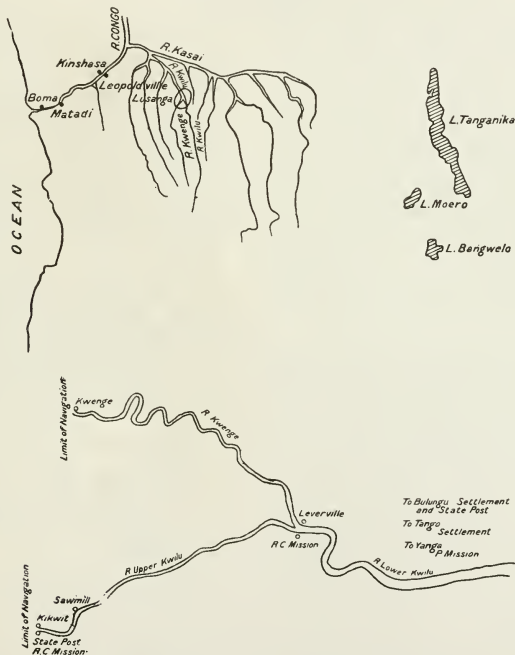 R. CONGO
R. Kasai
Kinshasa
Leopoldville
R. Kwilu
Lusanga
Boma
Matadi
R. Kwenge
R. Kwilu
OCEAN
L. Tanganika
L. Moero
L. Bangwelo
Limit of Navigation
Kwenge
R Kwenge
Leverville
R.C Mission
R Upper Kwilu
R Lower Kwilu
To Bulungu Settlement
and State Post
To Tango
Settlement
To Yanga
P Mission
Limit of Navigation
Sawmill
Kikwit
State Post
R.C Mission.